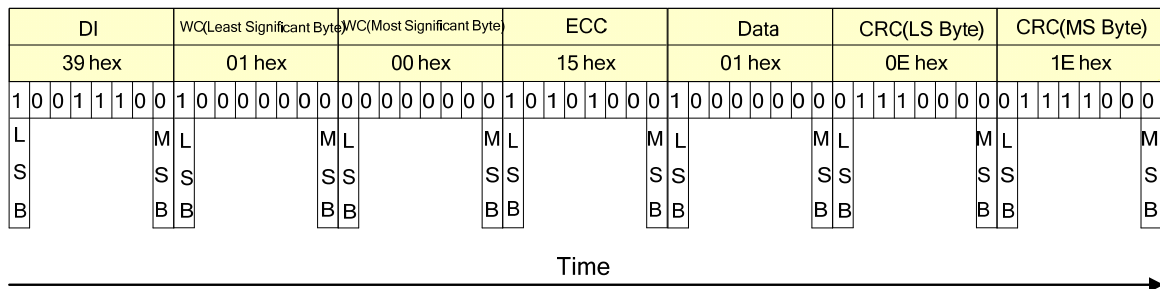 DI WC(Least Significant Byte) WC(Most Significant Byte) ECC Data CRC(LS Byte) CRC(MS Byte)
39 hex 01 hex 00 hex 15 hex 01 hex 0E hex 1E hex
1 0 0 1 1 1 0 0 1 0 0 0 0 0 0 0 0 0 0 0 0 0 0 0 1 0 1 0 1 0 0 0 1 0 0 0 0 0 0 0 0 1 1 1 0 0 0 0 0 1 1 1 1 0 0 0
L M L M L M L M L M L M L M
S S S S S S S S S S S S S S
B B B B B B B B B B B B B B
Time